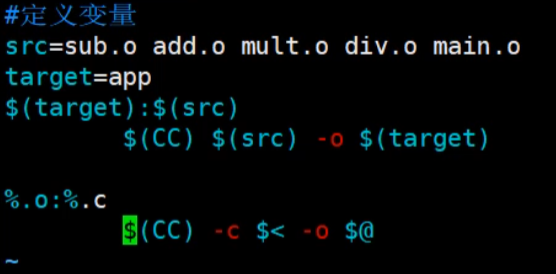 #定义变量
src=sub.o add.o mult.o div.o main.o
target=app
$(target):$(src)
$(CC) $(src) -o $(target)
%.o:%.c
$(CC) -c $< -o $@
~